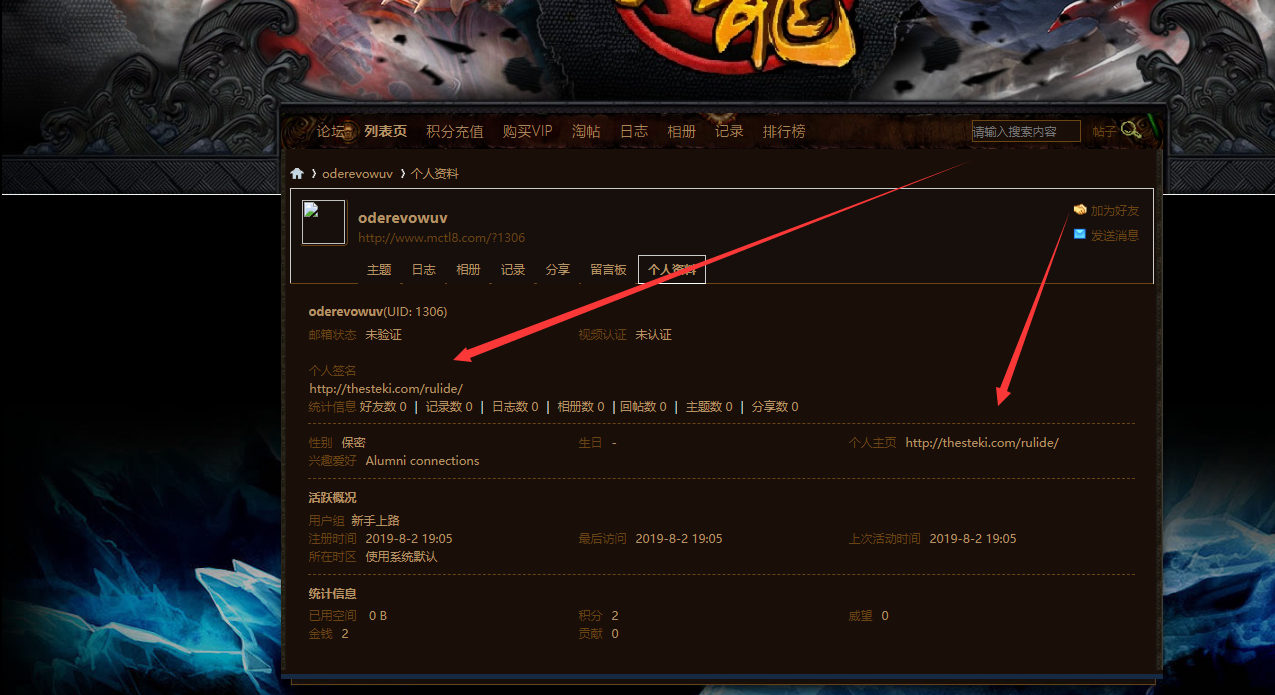 龍
论坛 列表页 积分充值 购买VIP 淘帖 日志 相册 记录 排行榜 请输入搜索内容 帖子
› oderevowuv › 个人资料
oderevowuv
http://www.mctl8.com/?1306
加为好友
发送消息
主题 日志 相册 记录 分享 留言板 个人资料
oderevowuv(UID: 1306)
邮箱状态 未验证 视频认证 未认证
个人签名
http://thesteki.com/rulide/
统计信息 好友数 0 | 记录数 0 | 日志数 0 | 相册数 0 | 回帖数 0 | 主题数 0 | 分享数 0
性别 保密 生日 - 个人主页 http://thesteki.com/rulide/
兴趣爱好 Alumni connections
活跃概况
用户组 新手上路
注册时间 2019-8-2 19:05 最后访问 2019-8-2 19:05 上次活动时间 2019-8-2 19:05
所在时区 使用系统默认
统计信息
已用空间 0 B 积分 2 威望 0
金钱 2 贡献 0